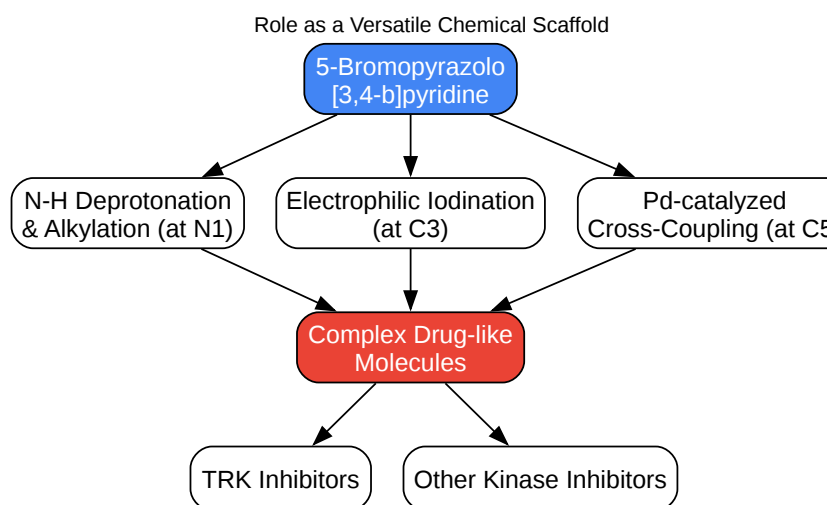 Role as a Versatile Chemical Scaffold
5-Bromopyrazolo
[3,4-b]pyridine
N-H Deprotonation
& Alkylation (at N1)
Electrophilic Iodination
(at C3)
Pd-catalyzed
Cross-Coupling (at C5
Complex Drug-like
Molecules
TRK Inhibitors
Other Kinase Inhibitors